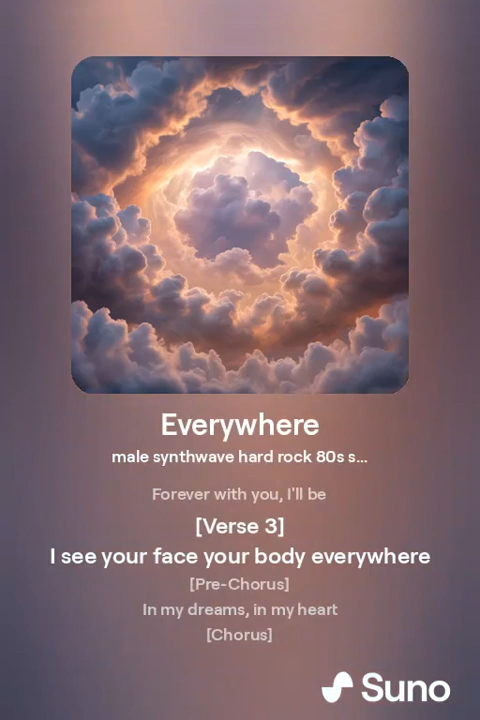 Everywhere
male synthwave hard rock 80s s...
Forever with you, I'll be
[Verse 3]
I see your face your body everywhere
[Pre-Chorus]
In my dreams, in my heart
[Chorus]
Suno